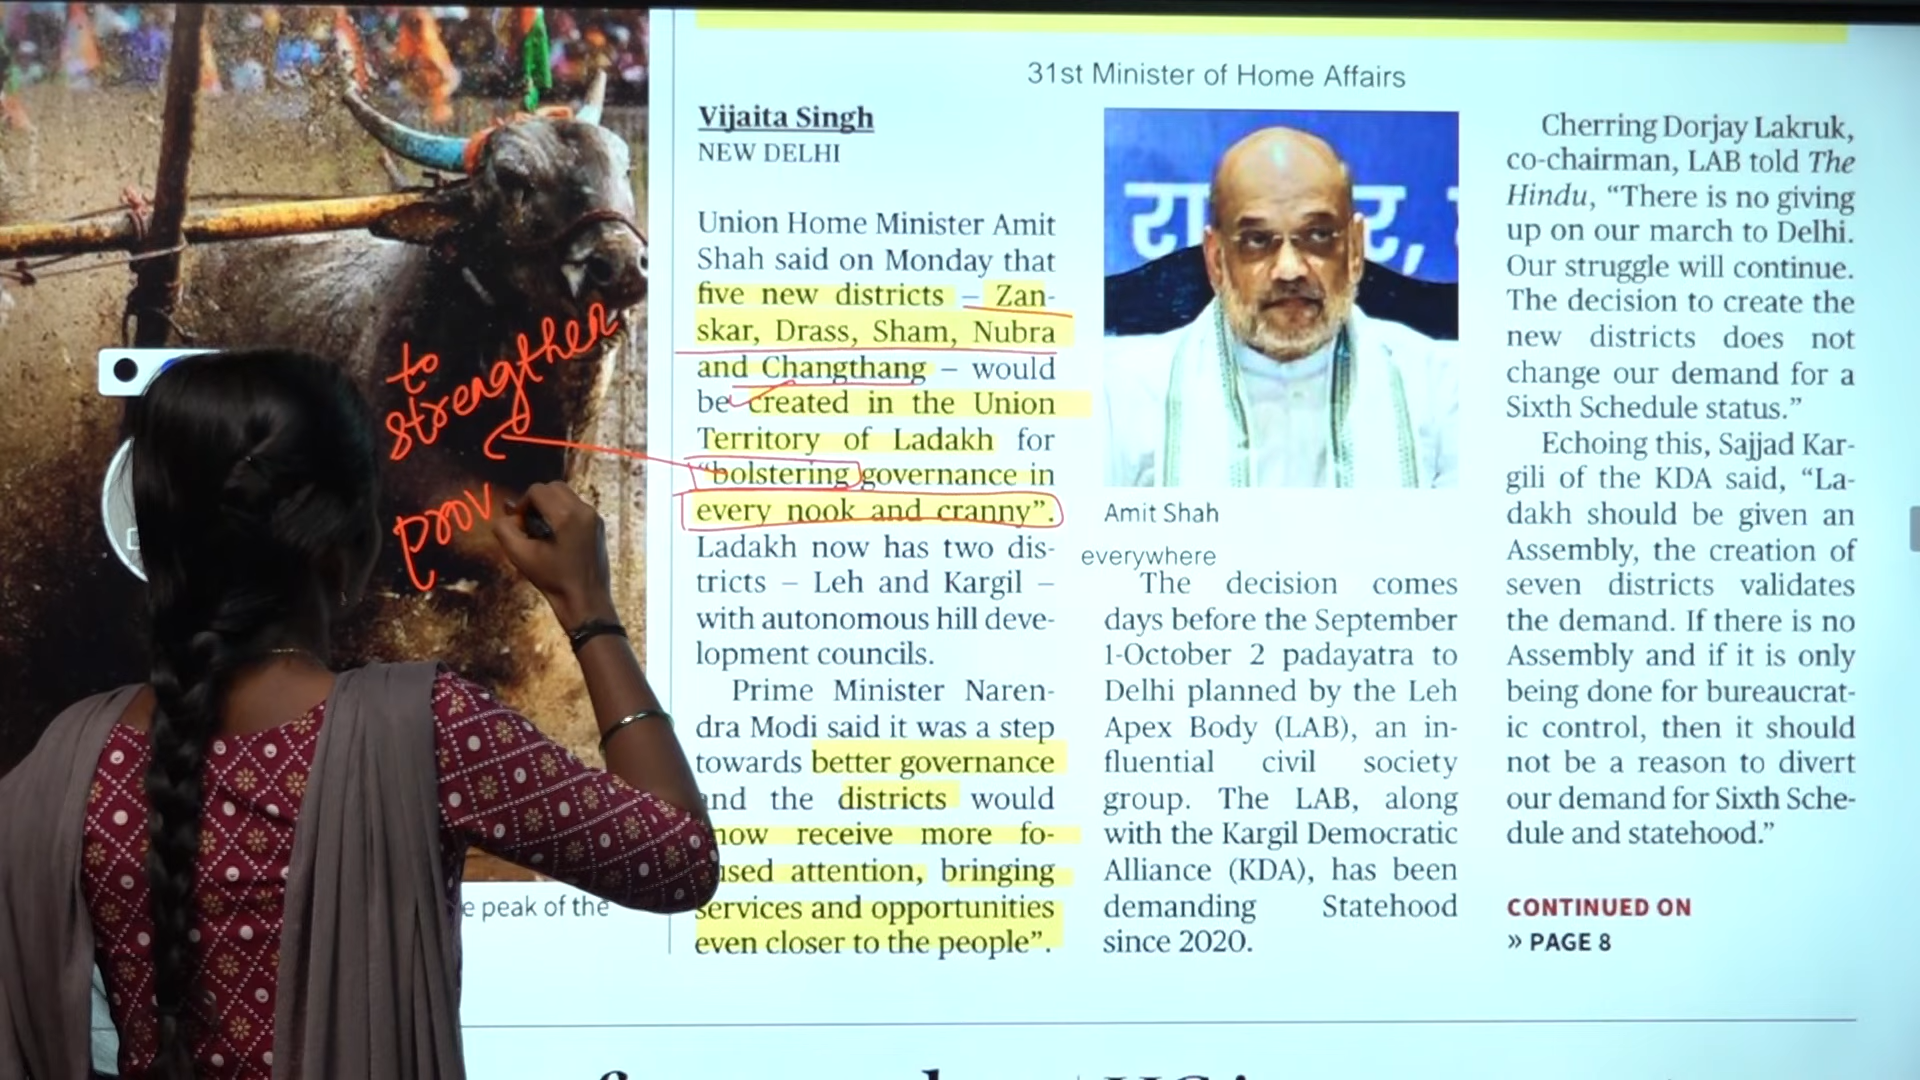 31st Minister of Home Affairs
Vijaita Singh
NEW DELHI
Union Home Minister Amit
Shah said on Monday that
five new districts – Zan-
skar, Drass, Sham, Nubra
and Changthang – would
be created in the Union
Territory of Ladakh for
“bolstering governance in
every nook and cranny”.
Ladakh now has two dis-
tricts – Leh and Kargil –
with autonomous hill deve-
lopment councils.
Prime Minister Naren-
dra Modi said it was a step
towards better governance
and the districts would
now receive more fo-
used attention, bringing
services and opportunities
even closer to the people”.
to
strengthen
prov
e peak of the
Amit Shah
everywhere
The decision comes
days before the September
1-October 2 padayatra to
Delhi planned by the Leh
Apex Body (LAB), an in-
fluential civil society
group. The LAB, along
with the Kargil Democratic
Alliance (KDA), has been
demanding Statehood
since 2020.
Cherring Dorjay Lakruk,
co-chairman, LAB told The
Hindu, “There is no giving
up on our march to Delhi.
Our struggle will continue.
The decision to create the
new districts does not
change our demand for a
Sixth Schedule status.”
Echoing this, Sajjad Kar-
gili of the KDA said, “La-
dakh should be given an
Assembly, the creation of
seven districts validates
the demand. If there is no
Assembly and if it is only
being done for bureaucrat-
ic control, then it should
not be a reason to divert
our demand for Sixth Sche-
dule and statehood.”
CONTINUED ON
» PAGE 8